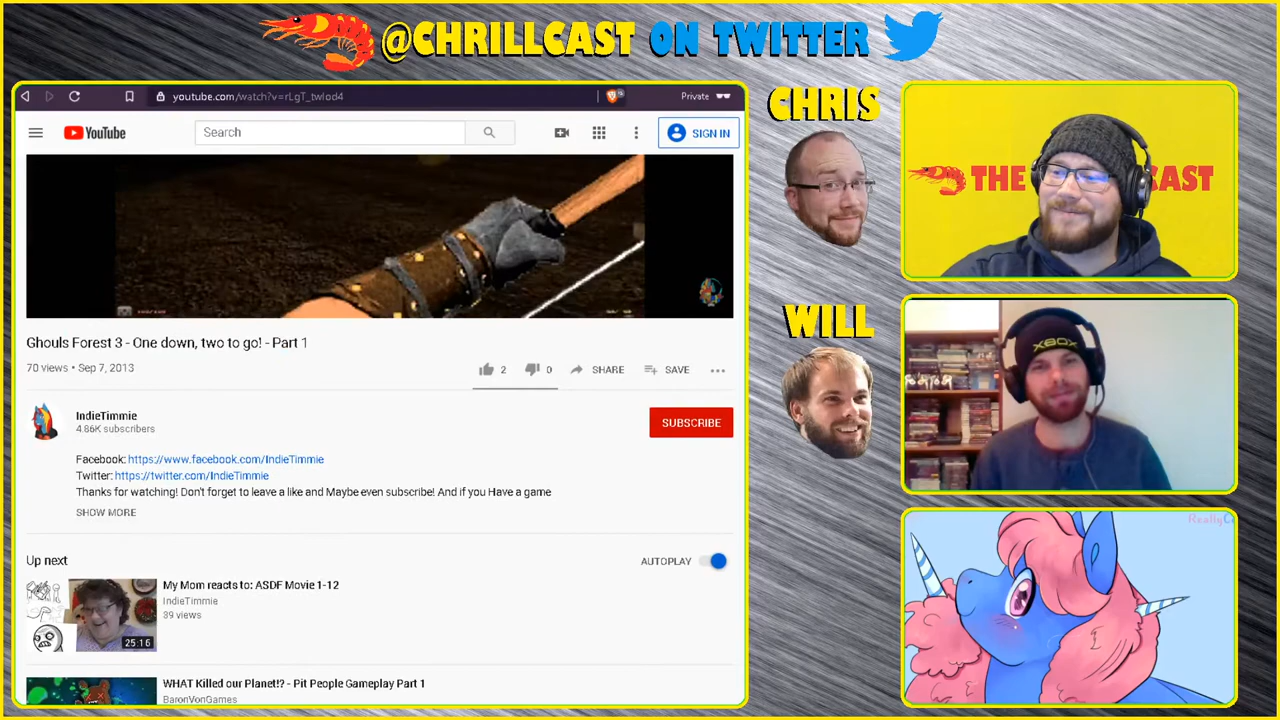 @CHRILLCAST ON TWITTER
youtube.com/watch?v=rLgT_twlod4
Private
YouTube
Search
SIGN IN
Ghouls Forest 3 - One down, two to go! - Part 1
70 views • Sep 7, 2013
2
0
SHARE
SAVE
IndieTimmie
4.86K subscribers
SUBSCRIBE
Facebook: https://www.facebook.com/IndieTimmie
Twitter: https://twitter.com/IndieTimmie
Thanks for watching! Don't forget to leave a like and Maybe even subscribe! And if you Have a game
SHOW MORE
Up next
AUTOPLAY
My Mom reacts to: ASDF Movie 1-12
IndieTimmie
39 views
25:16
WHAT Killed our Planet!? - Pit People Gameplay Part 1
BaronVonGames
CHRIS
THE CAST
WILL
XBOX